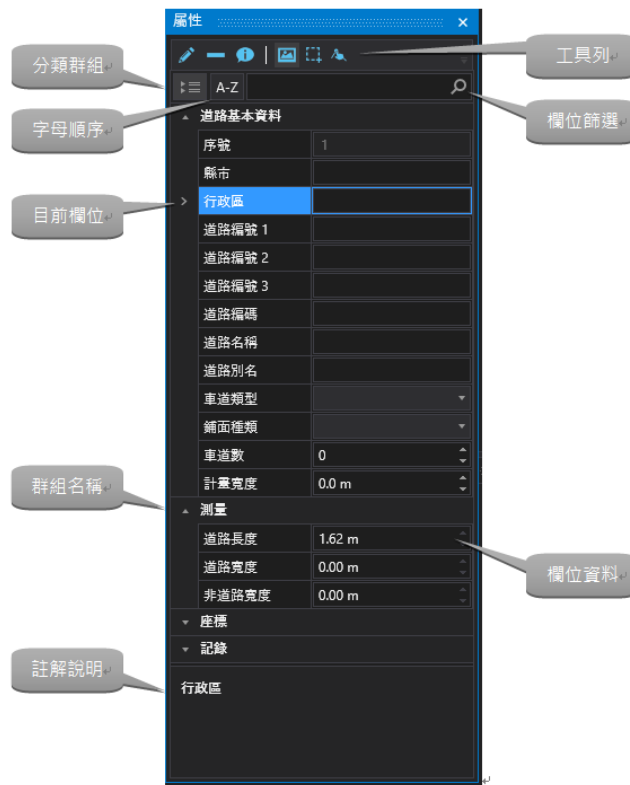 屬性
分類群組
工具列
A-Z
字母順序
欄位篩選
道路基本資料
序號 1
縣市
目前欄位
行政區
道路編號 1
道路編號 2
道路編號 3
道路編碼
道路名稱
道路別名
車道類型
鋪面種類
車道數 0
計畫寬度 0.0 m
群組名稱
測量
道路長度 1.62 m
道路寬度 0.00 m
欄位資料
非道路寬度 0.00 m
座標
記錄
註解說明
行政區